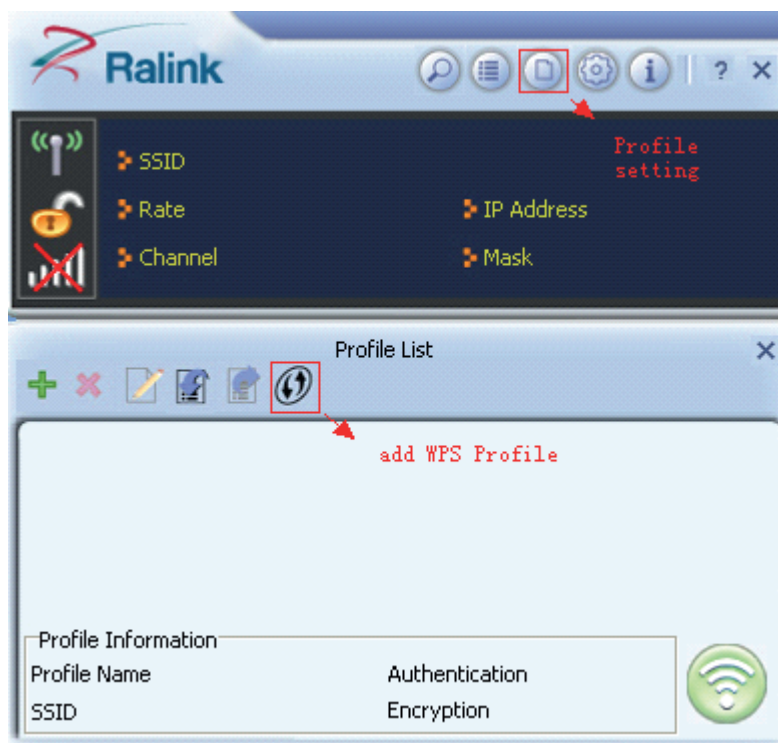 Ralink
? ×
Profile
setting
SSID
Rate
IP Address
Channel
Mask
Profile List
add WPS Profile
Profile Information
Profile Name
Authentication
SSID
Encryption